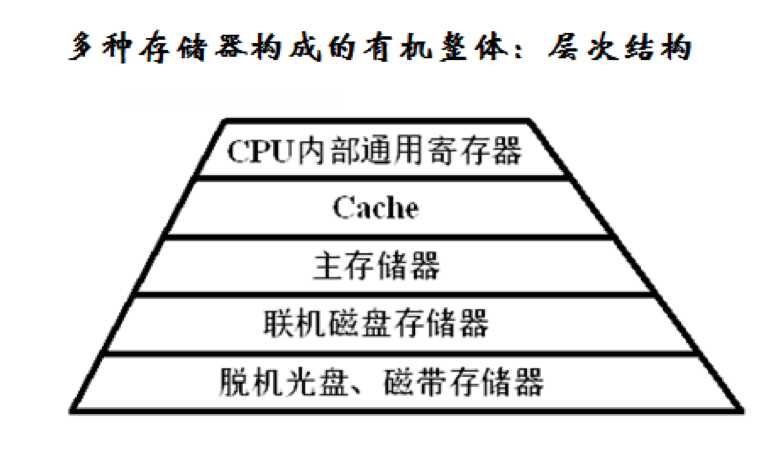 多种存储器构成的有机整体：层次结构
CPU内部通用寄存器
Cache
主存储器
联机磁盘存储器
脱机光盘、磁带存储器